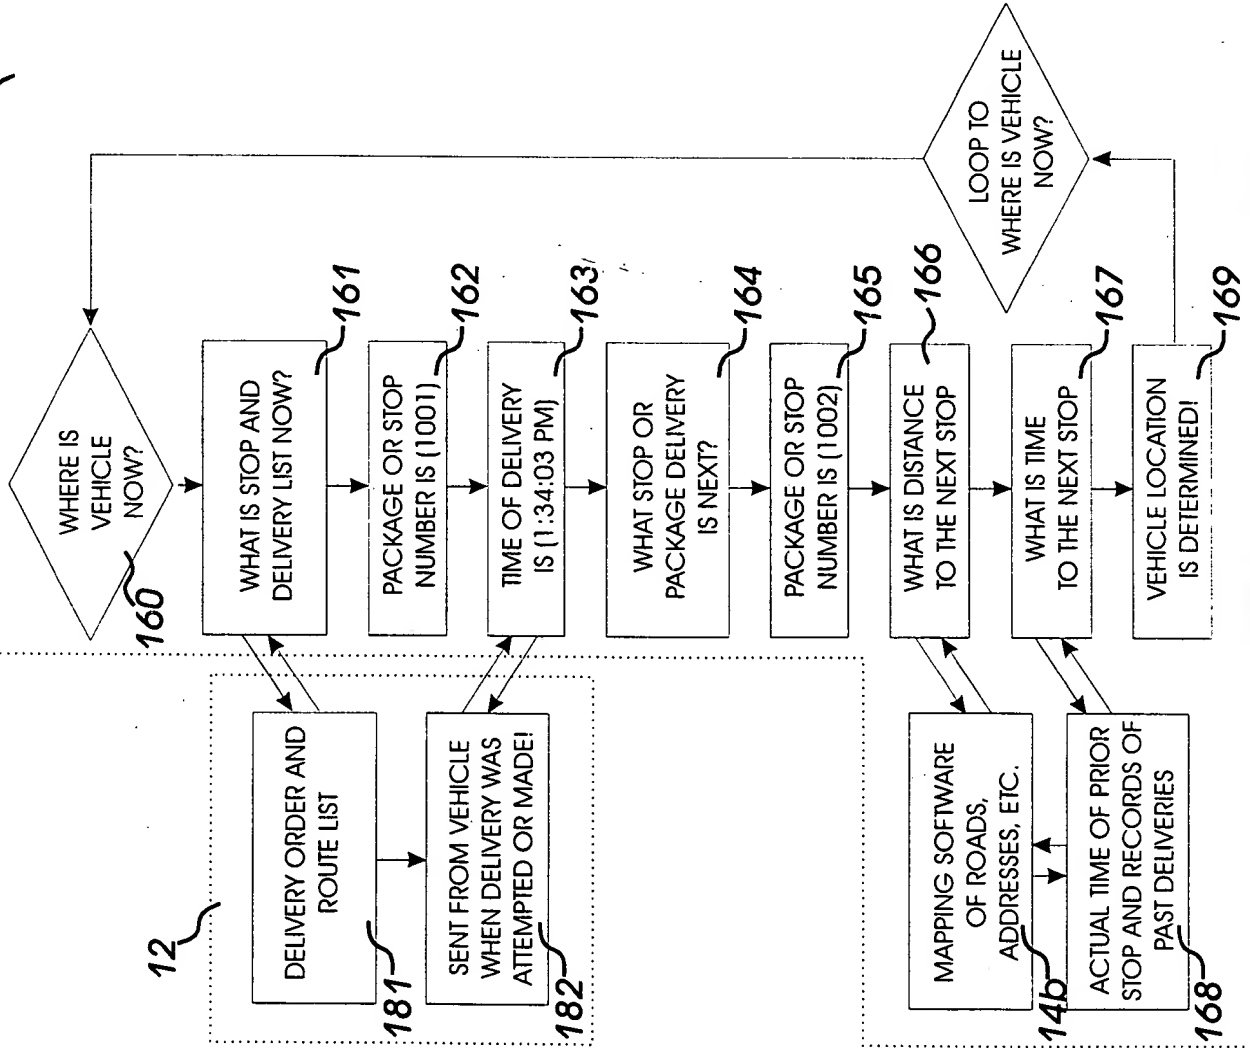 WHERE IS
VEHICLE
NOW?
160
WHAT IS STOP AND
DELIVERY LIST NOW?
161
PACKAGE OR STOP
NUMBER IS (1001)
162
TIME OF DELIVERY
IS (1:34:03 PM)
163
WHAT STOP OR
PACKAGE DELIVERY
IS NEXT?
164
PACKAGE OR STOP
NUMBER IS (1002)
165
WHAT IS DISTANCE
TO THE NEXT STOP
166
WHAT IS TIME
TO THE NEXT STOP
167
VEHICLE LOCATION
IS DETERMINED!
169
LOOP TO
WHERE IS VEHICLE
NOW?
12
DELIVERY ORDER AND
ROUTE LIST
181
SENT FROM VEHICLE
WHEN DELIVERY WAS
ATTEMPTED OR MADE!
182
MAPPING SOFTWARE
OF ROADS,
ADDRESSES, ETC.
14b
ACTUAL TIME OF PRIOR
STOP AND RECORDS OF
PAST DELIVERIES
168